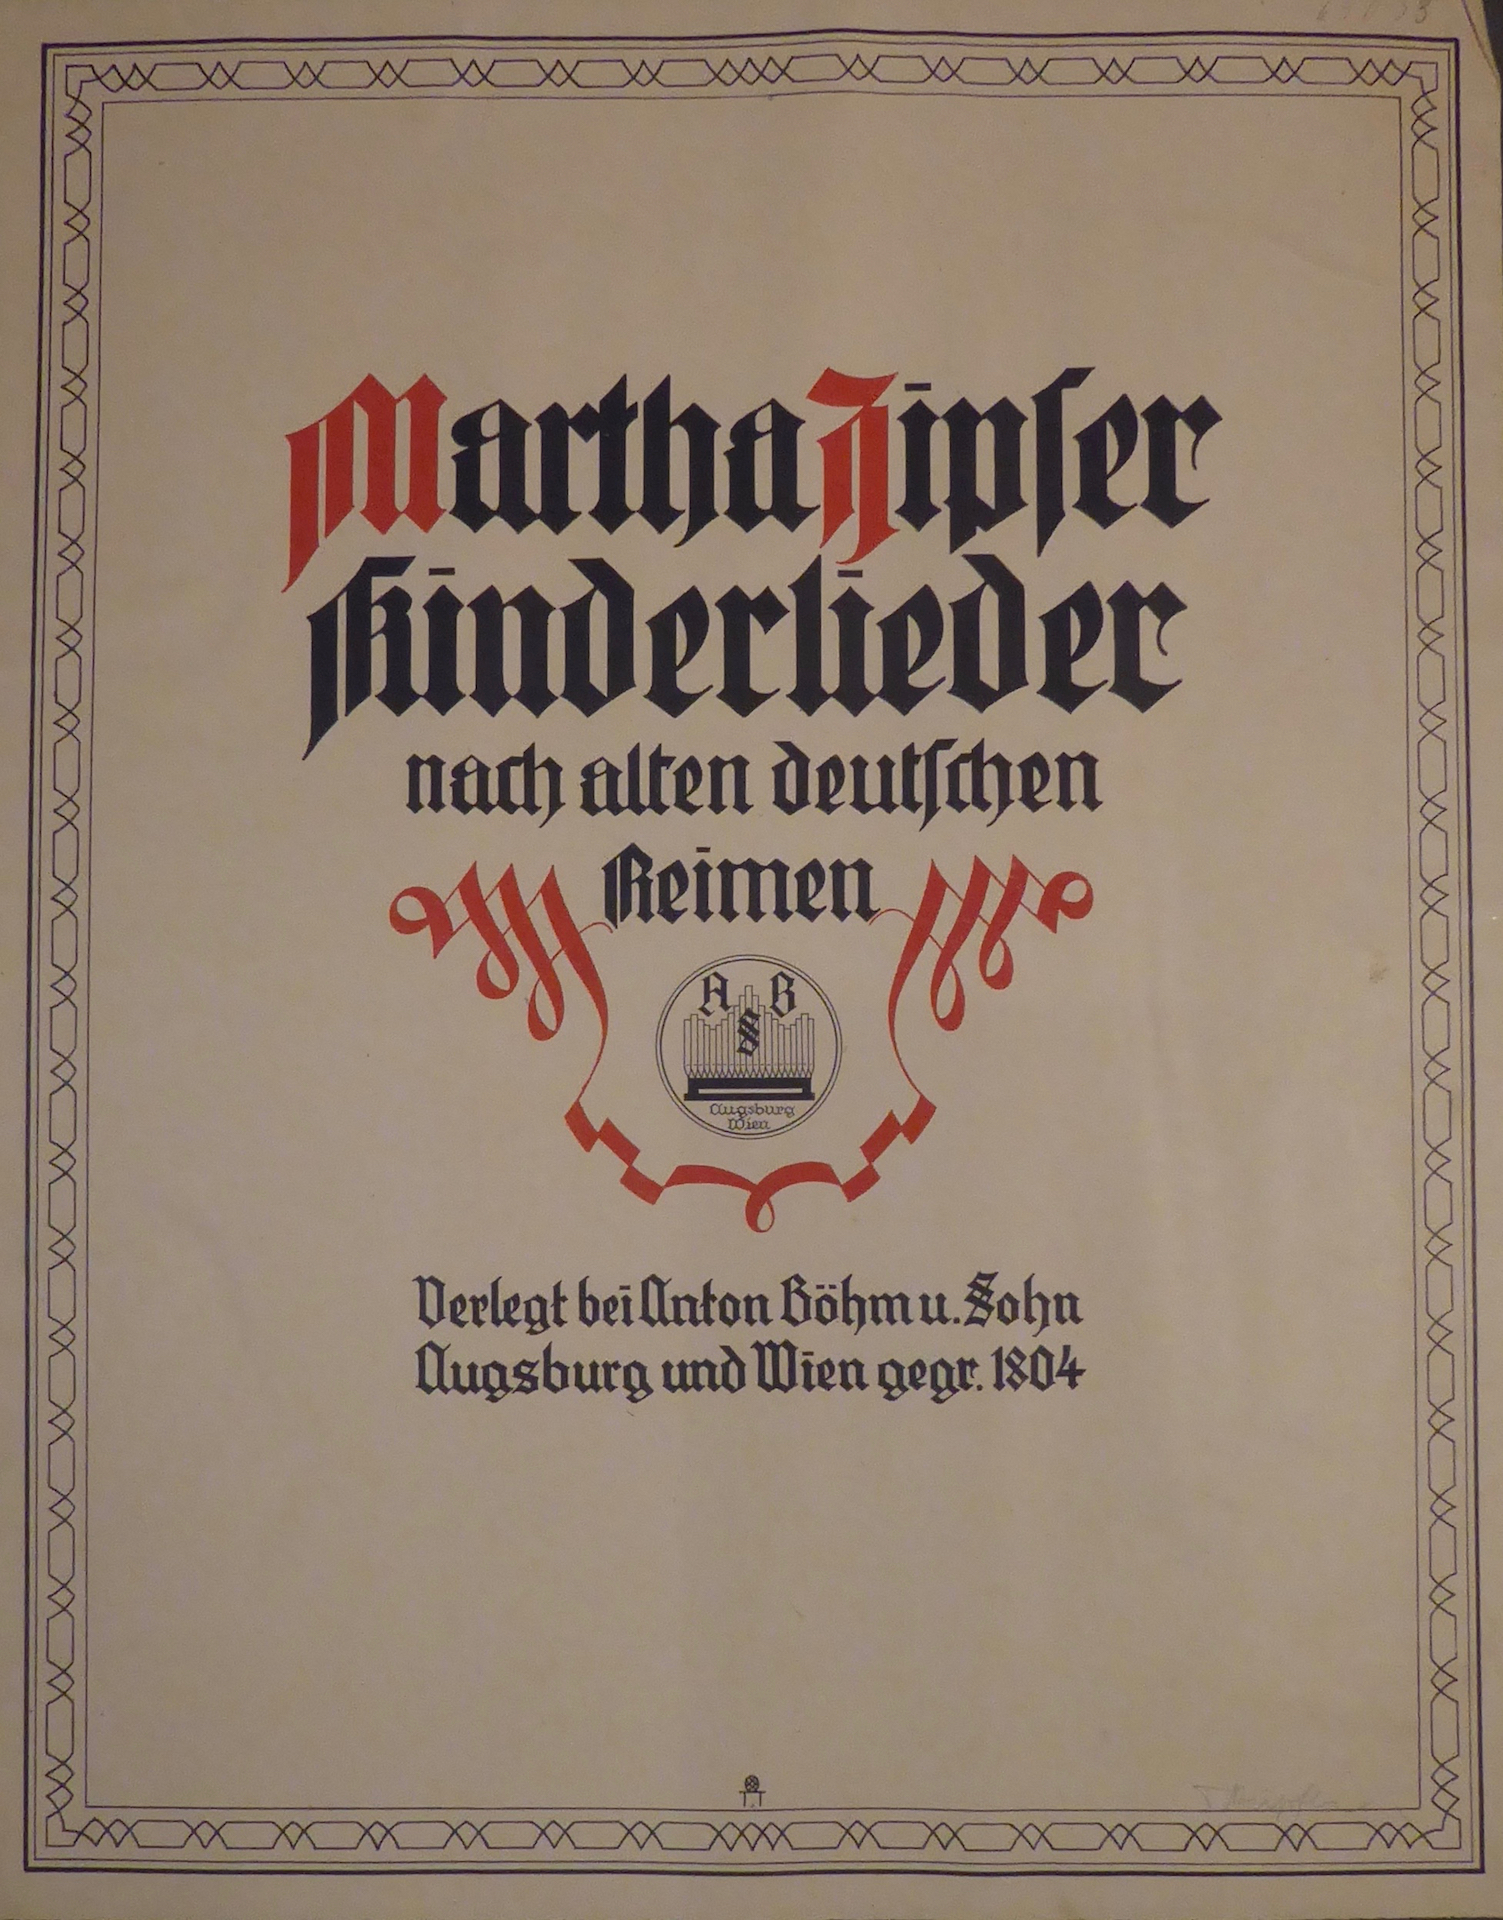 Martha Zipſer
Kinderlieder
nach alten deutſchen
Reimen
A B
S
Augsburg
Wien
Verlegt bei Anton Böhm u. Sohn
Augsburg und Wien gegr. 1804